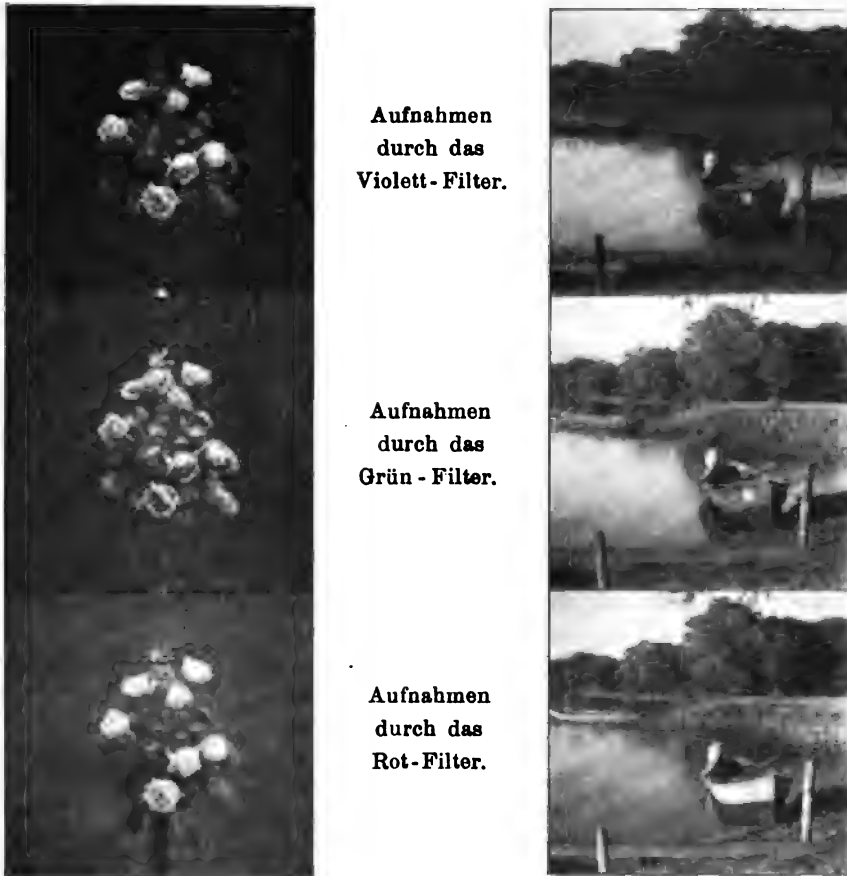 Aufnahmen
durch das
Violett-Filter.
Aufnahmen
durch das
Grün - Filter.
Aufnahmen
durch das
Rot-Filter.